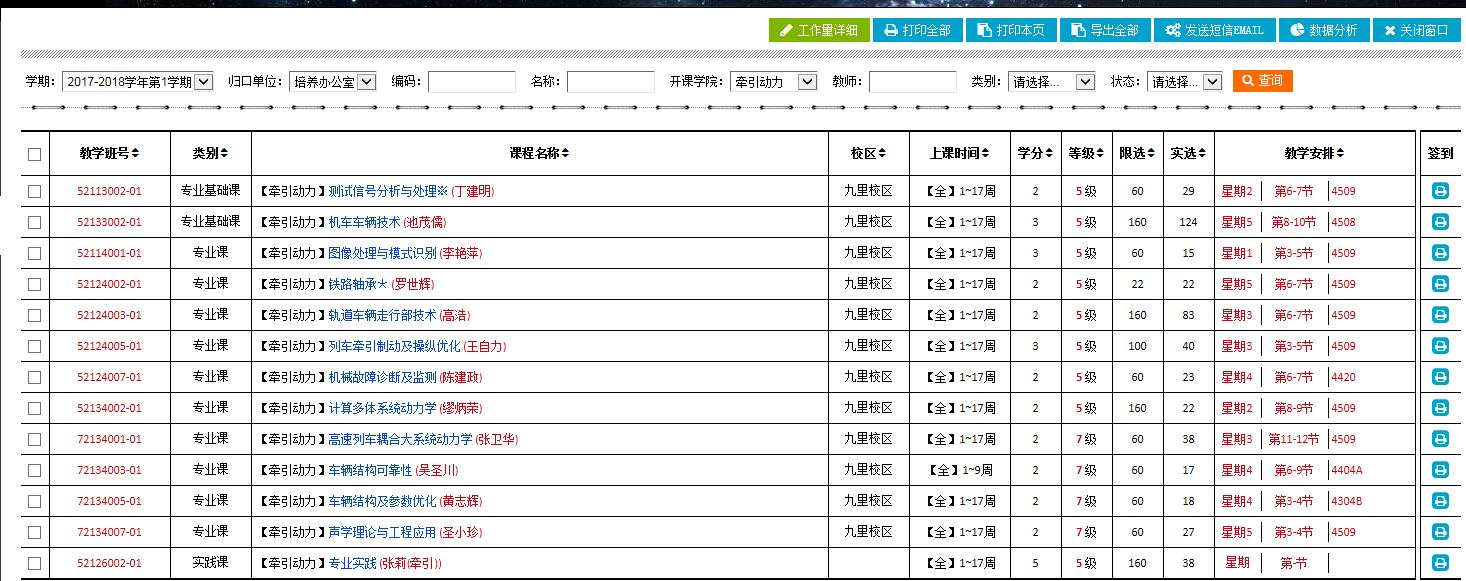 工作量详细 打印全部 打印本页 导出全部 发送短信EMAIL 数据分析 关闭窗口
学期: 2017-2018学年第1学期 归口单位: 培养办公室 编码: 名称: 开课学院: 牵引动力 教师: 类别: 请选择... 状态: 请选择... 查询
教学班号 类别 课程名称 校区 上课时间 学分 等级 限选 实选 教学安排 签到
52113002-01 专业基础课 【牵引动力】测试信号分析与处理※ (丁建明) 九里校区 【全】1~17周 2 5 级 60 29 星期2 第6-7节 4509
52133002-01 专业基础课 【牵引动力】机车车辆技术 (池茂儒) 九里校区 【全】1~17周 3 5 级 160 124 星期5 第8-10节 4508
52114001-01 专业课 【牵引动力】图像处理与模式识别 (李艳萍) 九里校区 【全】1~17周 3 5 级 60 15 星期1 第3-5节 4509
52124002-01 专业课 【牵引动力】铁路轴承* (罗世辉) 九里校区 【全】1~17周 2 5 级 22 22 星期5 第6-7节 4509
52124003-01 专业课 【牵引动力】轨道车辆走行部技术 (高浩) 九里校区 【全】1~17周 2 5 级 160 83 星期3 第6-7节 4509
52124005-01 专业课 【牵引动力】列车牵引制动及操纵优化 (王自力) 九里校区 【全】1~17周 3 5 级 100 40 星期3 第3-5节 4509
52124007-01 专业课 【牵引动力】机械故障诊断及监测 (陈建政) 九里校区 【全】1~17周 2 5 级 60 23 星期4 第6-7节 4420
52134002-01 专业课 【牵引动力】计算多体系统动力学 (缪炳荣) 九里校区 【全】1~17周 2 5 级 160 22 星期2 第8-9节 4509
72134001-01 专业课 【牵引动力】高速列车耦合大系统动力学 (张卫华) 九里校区 【全】1~17周 2 7 级 60 38 星期3 第11-12节 4509
72134003-01 专业课 【牵引动力】车辆结构可靠性 (吴圣川) 九里校区 【全】1~9周 2 7 级 60 17 星期4 第6-9节 4404A
72134005-01 专业课 【牵引动力】车辆结构及参数优化 (黄志辉) 九里校区 【全】1~17周 2 7 级 60 18 星期4 第3-4节 4304B
72134007-01 专业课 【牵引动力】声学理论与工程应用 (圣小珍) 九里校区 【全】1~17周 2 7 级 60 27 星期5 第3-4节 4509
52126002-01 实践课 【牵引动力】专业实践 (张莉(牵引)) 【全】1~17周 5 5 级 160 38 星期 第-节